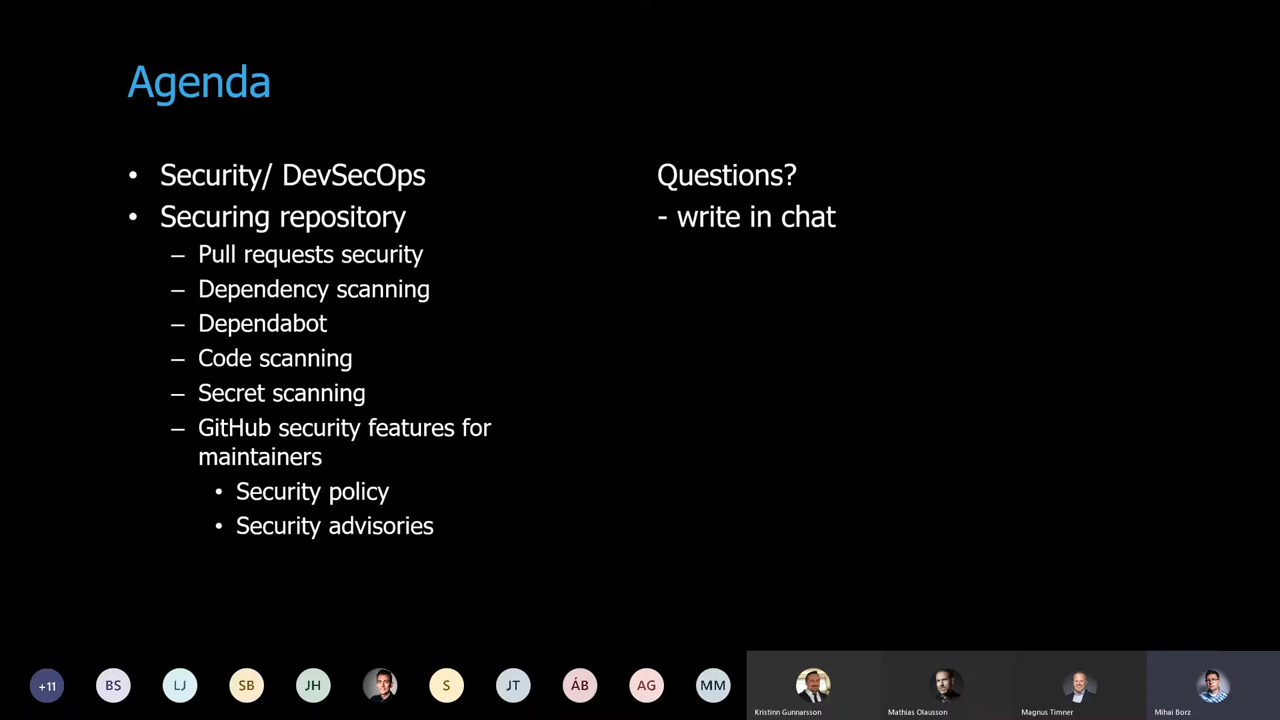 Agenda
• Security/ DevSecOps
• Securing repository
– Pull requests security
– Dependency scanning
– Dependabot
– Code scanning
– Secret scanning
– GitHub security features for
maintainers
• Security policy
• Security advisories
Questions?
- write in chat
+11
BS
LJ
SB
JH
S
JT
ÁB
AG
MM
Kristinn Gunnarsson
Mathias Olausson
Magnus Timner
Mihai Borz